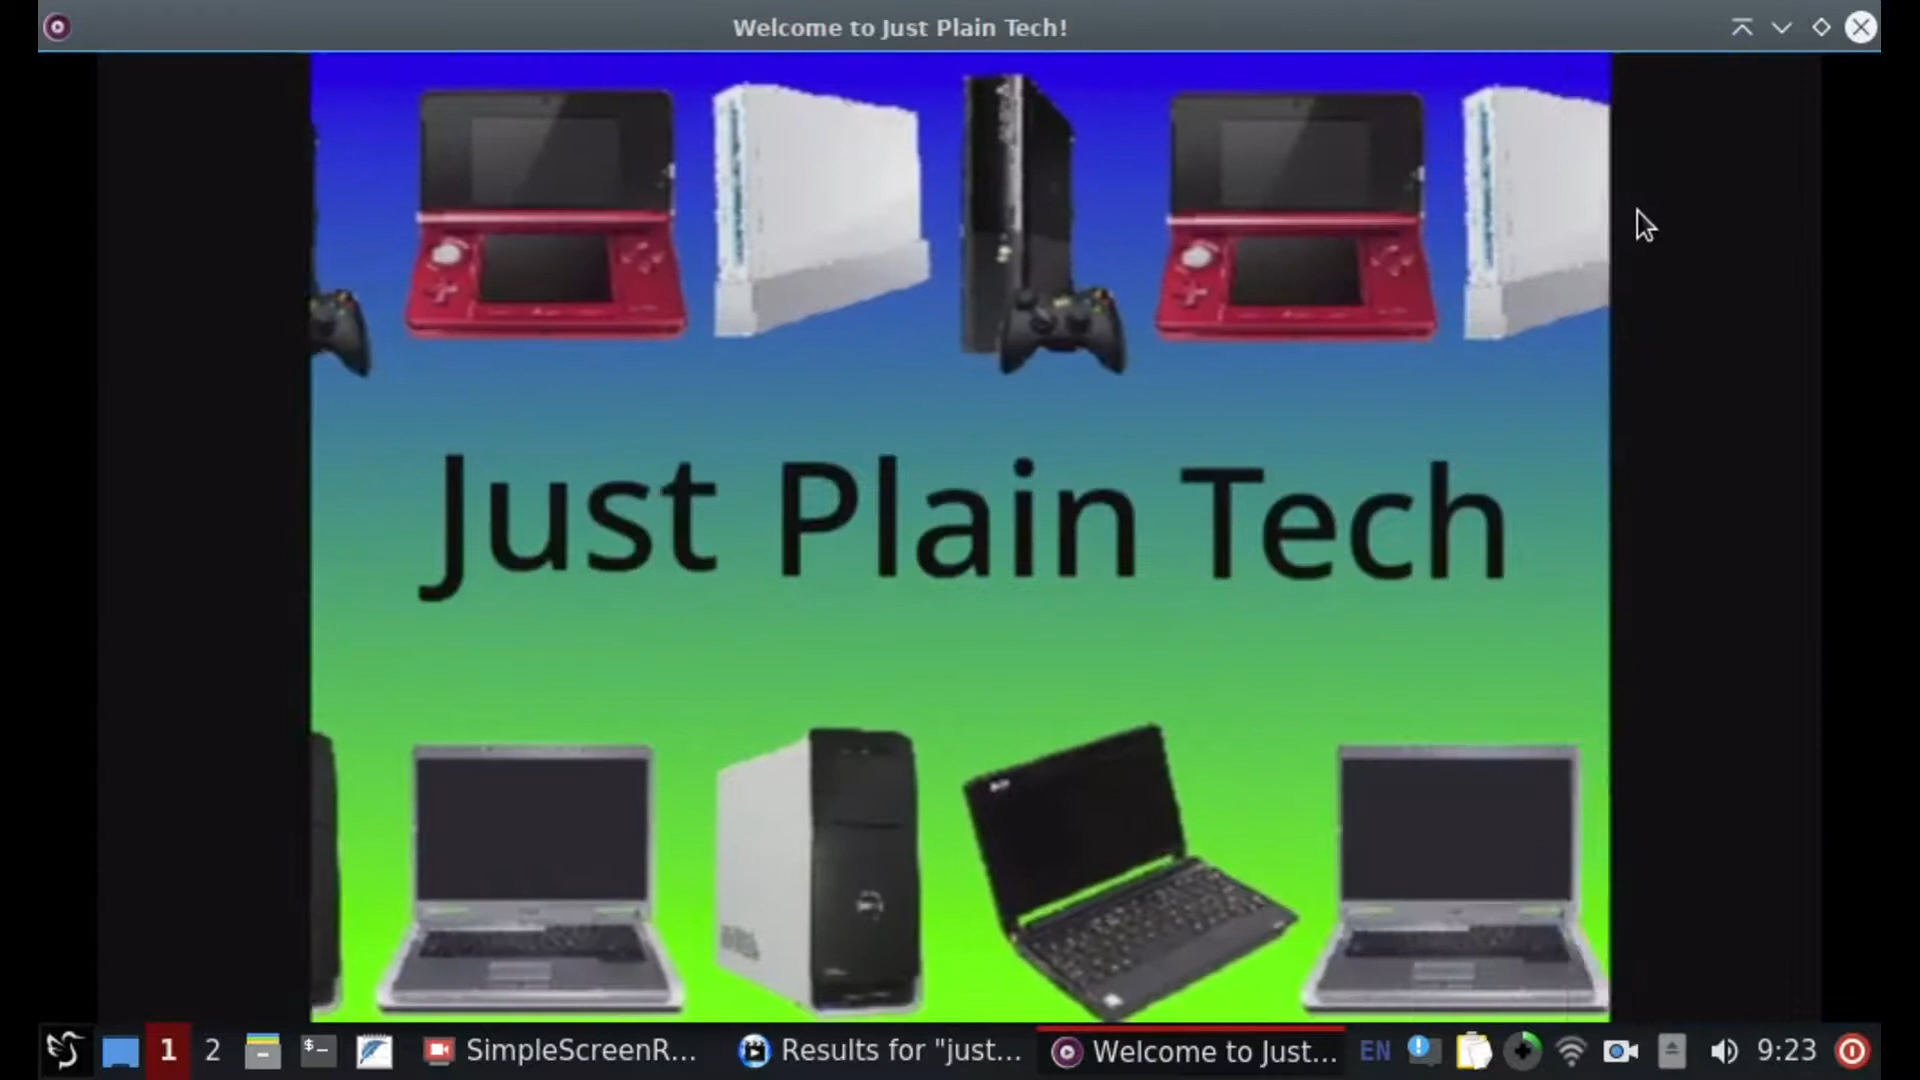 Welcome to Just Plain Tech!
Just Plain Tech
1
2
$-
SimpleScreenR...
Results for "just...
Welcome to Just...
EN
9:23